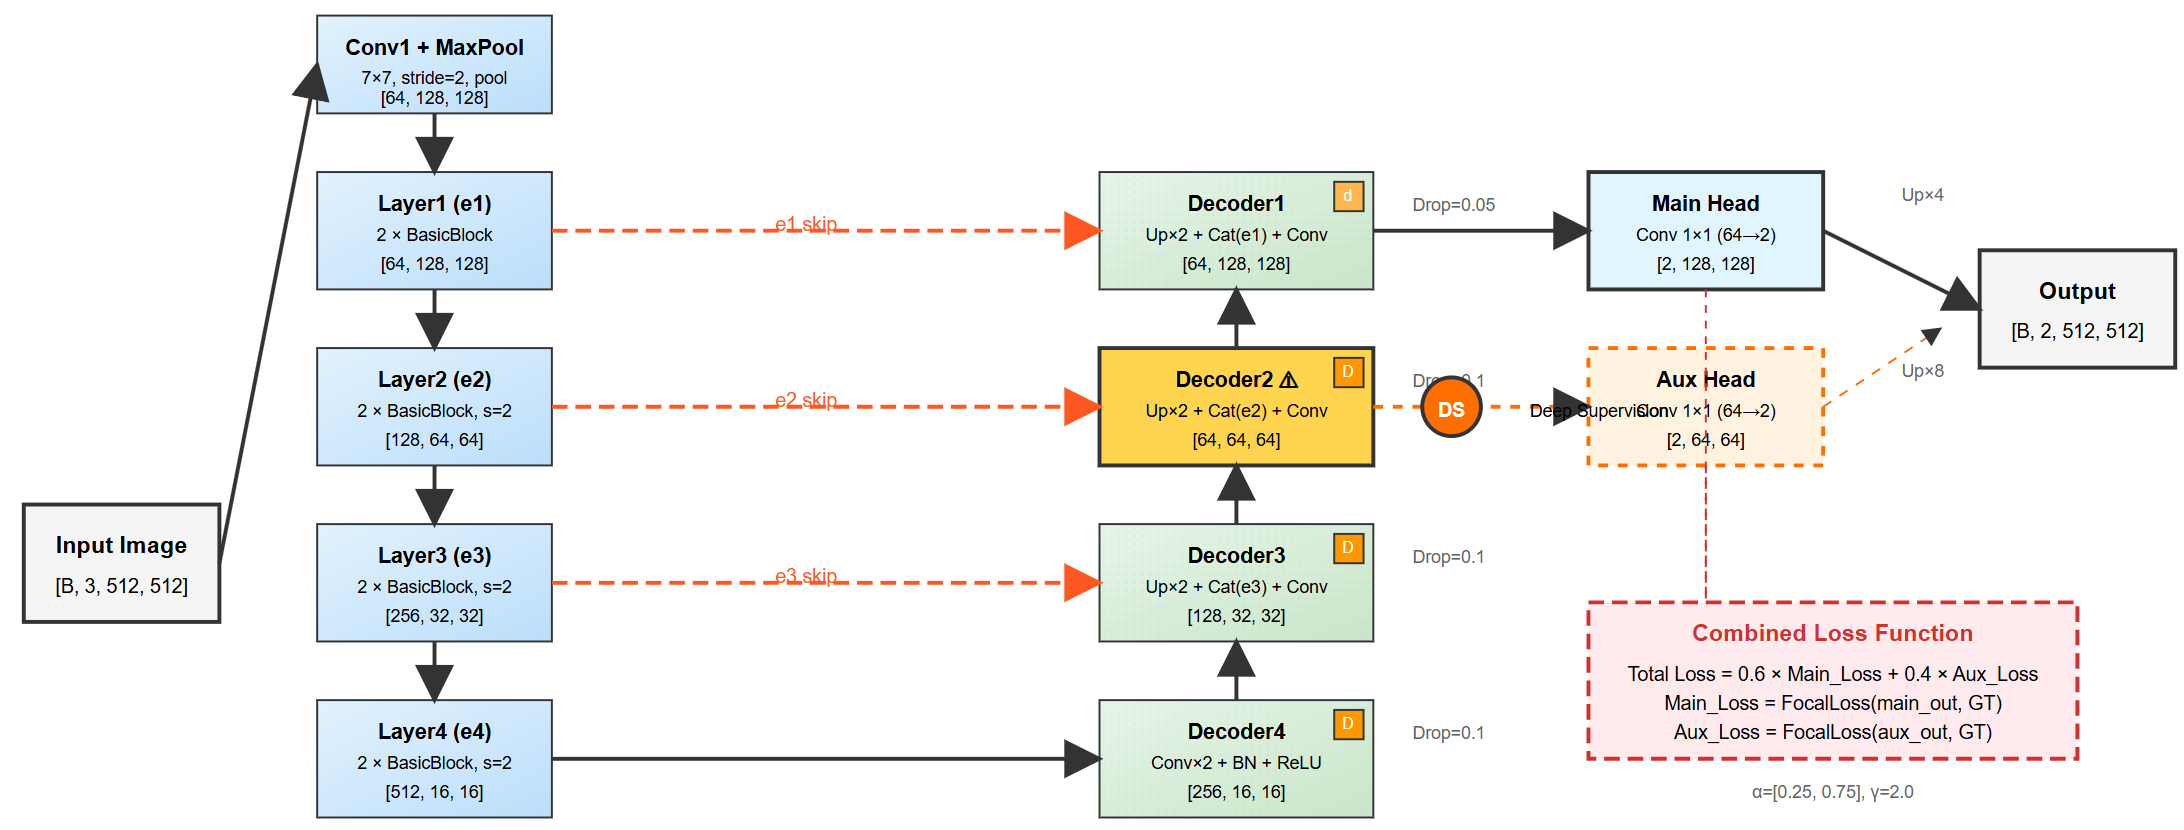 Conv1 + MaxPool
7×7, stride=2, pool
[64, 128, 128]
Layer1 (e1)
2 × BasicBlock
[64, 128, 128]
e1 skip
Decoder1
d
Up×2 + Cat(e1) + Conv
[64, 128, 128]
Drop=0.05
Main Head
Conv 1×1 (64→2)
[2, 128, 128]
Up×4
Output
[B, 2, 512, 512]
Layer2 (e2)
2 × BasicBlock, s=2
[128, 64, 64]
e2 skip
Decoder2 ⚠
D
Up×2 + Cat(e2) + Conv
[64, 64, 64]
Drop=0.1
DS
Deep Supervision
Aux Head
Conv 1×1 (64→2)
[2, 64, 64]
Up×8
Input Image
[B, 3, 512, 512]
Layer3 (e3)
2 × BasicBlock, s=2
[256, 32, 32]
e3 skip
Decoder3
D
Up×2 + Cat(e3) + Conv
[128, 32, 32]
Drop=0.1
Layer4 (e4)
2 × BasicBlock, s=2
[512, 16, 16]
Decoder4
D
Conv×2 + BN + ReLU
[256, 16, 16]
Drop=0.1
Combined Loss Function
Total Loss = 0.6 × Main_Loss + 0.4 × Aux_Loss
Main_Loss = FocalLoss(main_out, GT)
Aux_Loss = FocalLoss(aux_out, GT)
α=[0.25, 0.75], γ=2.0